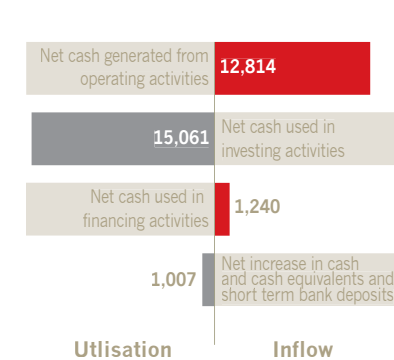 Net cash generated from
operating activities
12,814
15,061
Net cash used in
investing activities
Net cash used in
financing activities
1,240
1,007
Net increase in cash
and cash equivalents and
short term bank deposits
Utlisation
Inflow